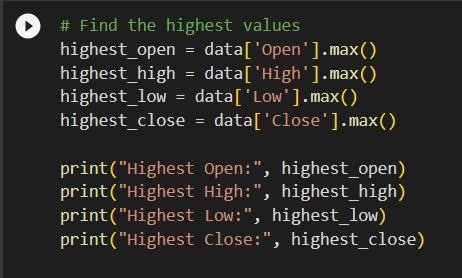 # Find the highest values
highest_open = data['Open'].max()
highest_high = data['High'].max()
highest_low = data['Low'].max()
highest_close = data['Close'].max()

print("Highest Open:", highest_open)
print("Highest High:", highest_high)
print("Highest Low:", highest_low)
print("Highest Close:", highest_close)